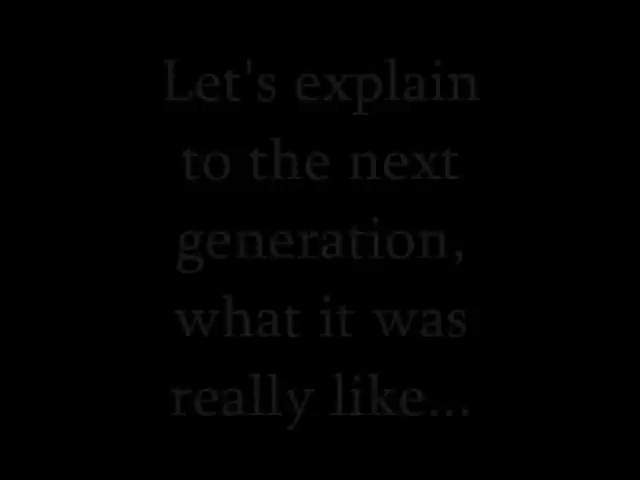 Let's explain
to the next
generation,
what it was
really like...